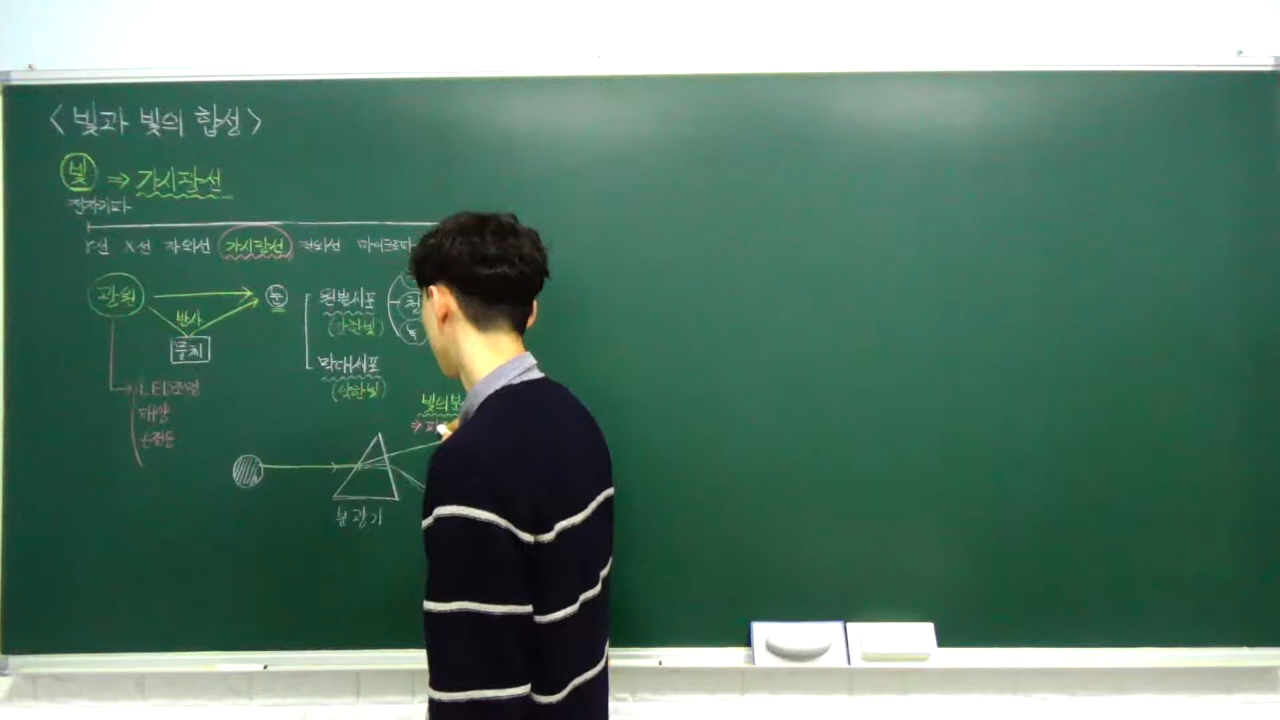 <빛과 빛의 합성>
빛 ⇒ 가시광선
전자기파
γ선 X선 자외선 가시광선 적외선 마이크로파
광원 눈 원뿔세포 청
반사 (강한빛) 녹
물체 막대세포
LED조명 (약한빛)
태양 빛의분
손전등 ⇒
분광기